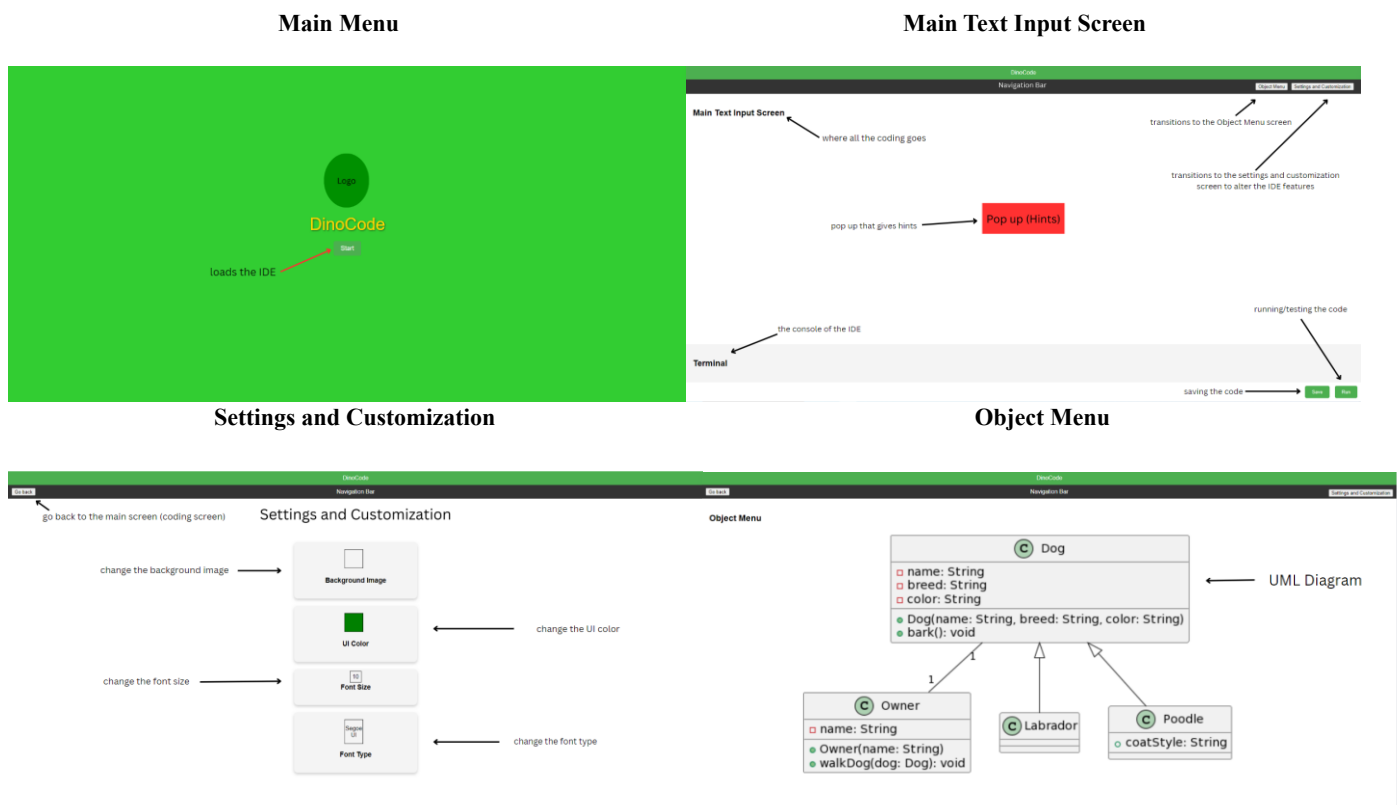 Main Menu
Logo
DinoCode
Start
loads the IDE
Main Text Input Screen
DinoCode
Navigation Bar
Object Menu
Settings and Customization
Main Text Input Screen
where all the coding goes
transitions to the Object Menu screen
transitions to the settings and customization
screen to alter the IDE features
pop up that gives hints
Pop up (Hints)
running/testing the code
the console of the IDE
Terminal
saving the code
Save
Run
Settings and Customization
DinoCode
Go back
Navigation Bar
go back to the main screen (coding screen)
Settings and Customization
change the background image
Background Image
UI Color
change the UI color
change the font size
10
Font Size
Segoe
UI
Font Type
change the font type
Object Menu
DinoCode
Go back
Navigation Bar
Settings and Customization
Object Menu
C Dog
name: String
breed: String
color: String
Dog(name: String, breed: String, color: String)
bark(): void
UML Diagram
1
1
C Owner
name: String
Owner(name: String)
walkDog(dog: Dog): void
C Labrador
C Poodle
coatStyle: String